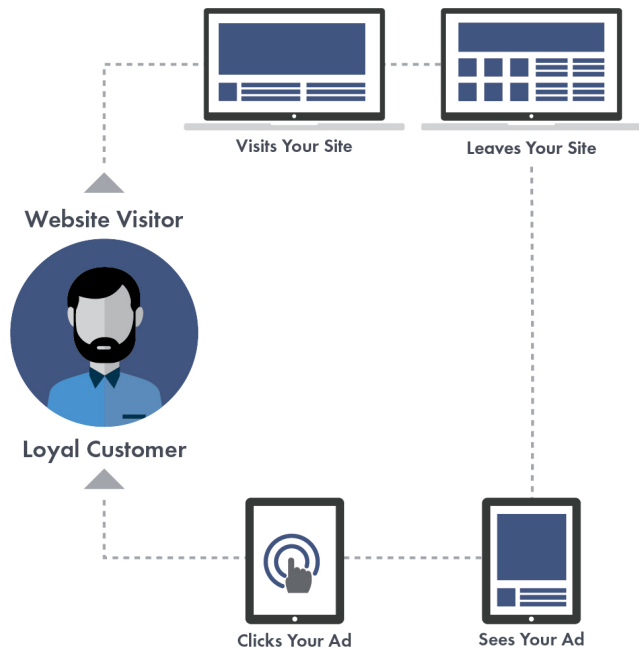 Visits Your Site
Leaves Your Site
Website Visitor
Loyal Customer
Clicks Your Ad
Sees Your Ad